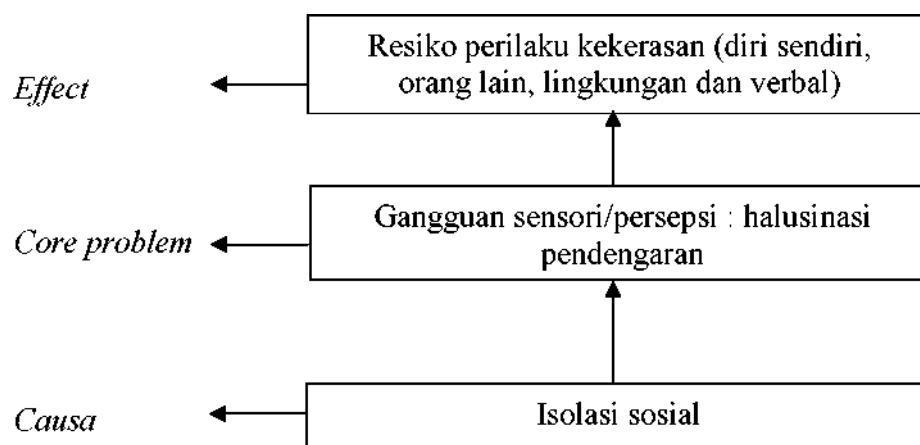 Resiko perilaku kekerasan (diri sendiri,
orang lain, lingkungan dan verbal)
Effect
Gangguan sensori/persepsi : halusinasi
pendengaran
Core problem
Isolasi sosial
Causa